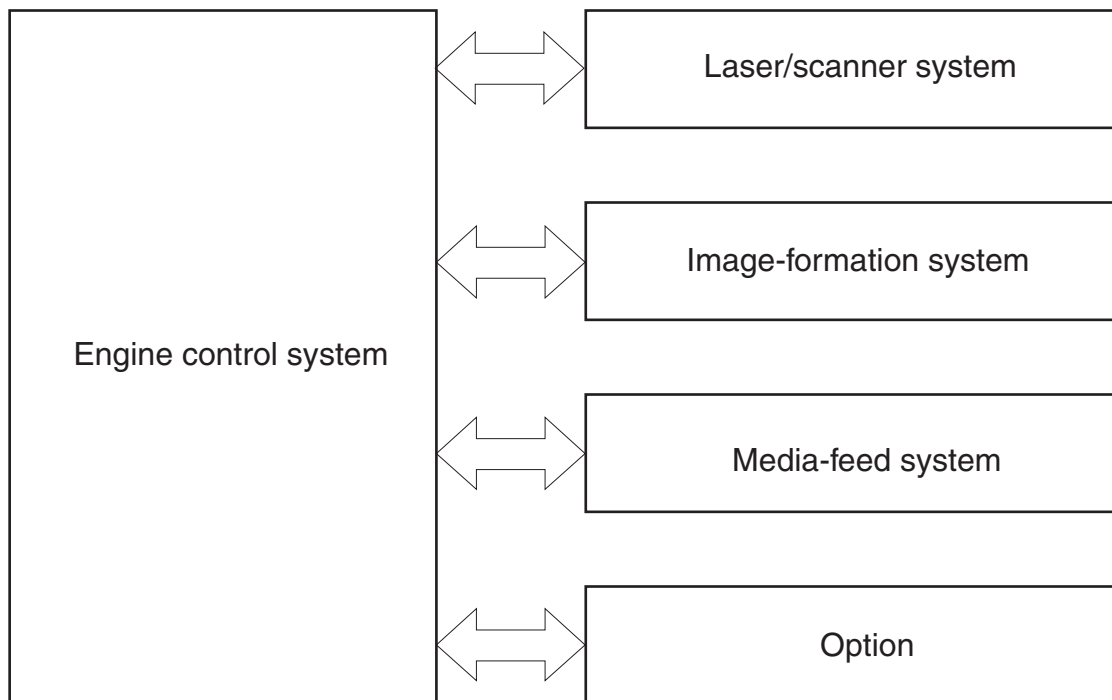 Laser/scanner system
Image-formation system
Engine control system
Media-feed system
Option